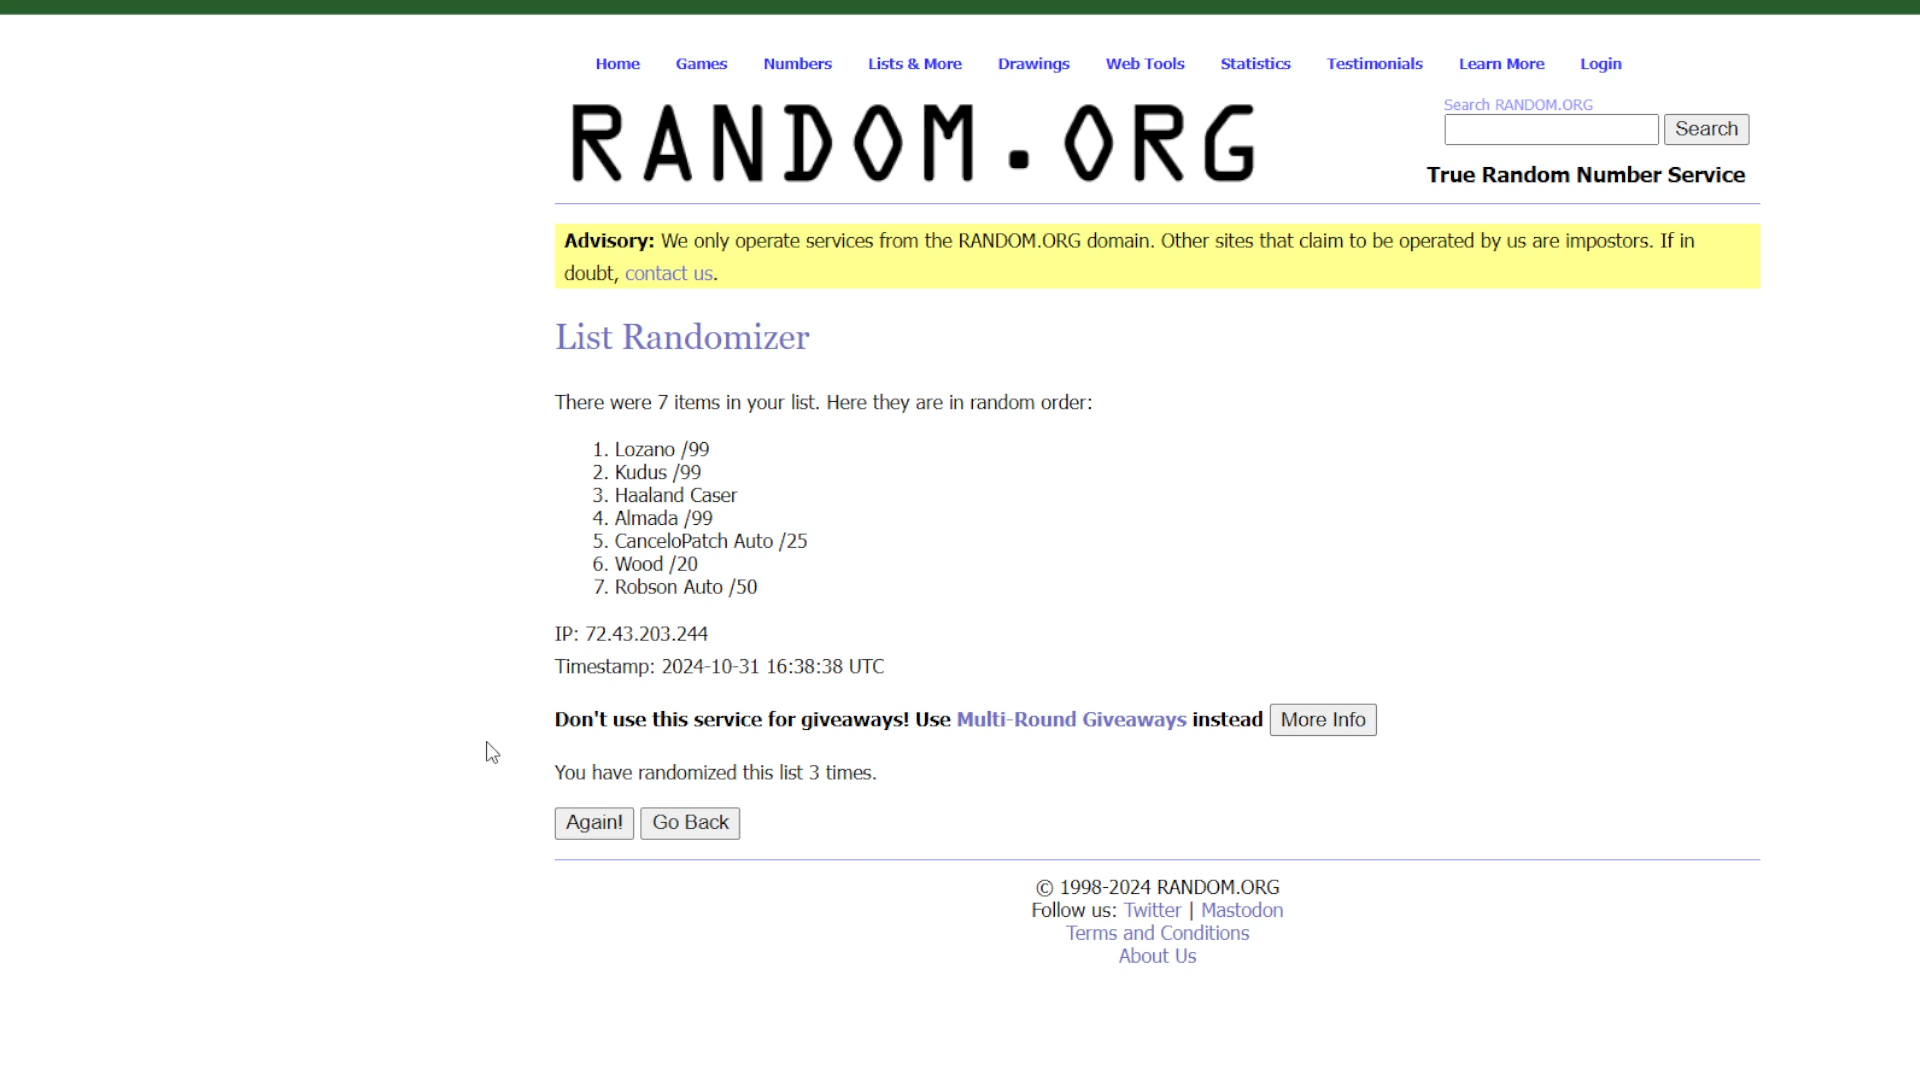 Home Games Numbers Lists & More Drawings Web Tools Statistics Testimonials Learn More Login
RANDOM.ORG
Search RANDOM.ORG
Search
True Random Number Service
Advisory: We only operate services from the RANDOM.ORG domain. Other sites that claim to be operated by us are impostors. If in
doubt, contact us.
List Randomizer
There were 7 items in your list. Here they are in random order:
1. Lozano /99
2. Kudus /99
3. Haaland Caser
4. Almada /99
5. CanceloPatch Auto /25
6. Wood /20
7. Robson Auto /50
IP: 72.43.203.244
Timestamp: 2024-10-31 16:38:38 UTC
Don't use this service for giveaways! Use Multi-Round Giveaways instead More Info
You have randomized this list 3 times.
Again! Go Back
© 1998-2024 RANDOM.ORG
Follow us: Twitter | Mastodon
Terms and Conditions
About Us